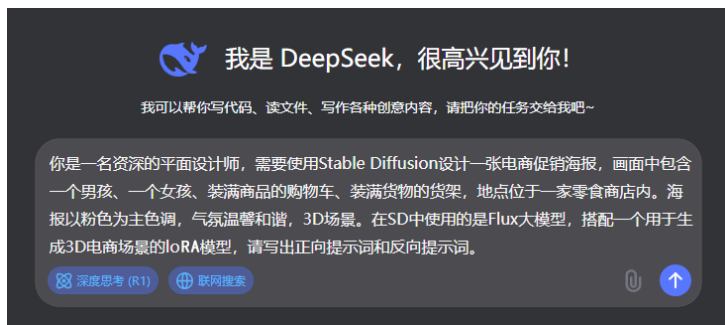 我是 DeepSeek，很高兴见到你！
我可以帮你写代码、读文件、写作各种创意内容，请把你的任务交给我吧~
你是一名资深的平面设计师，需要使用Stable Diffusion设计一张电商促销海报，画面中包含
一个男孩、一个女孩、装满商品的购物车、装满货物的货架，地点位于一家零食商店内。海
报以粉色为主色调，气氛温馨和谐，3D场景。在SD中使用的是Flux大模型，搭配一个用于生
成3D电商场景的loRA模型，请写出正向提示词和反向提示词。
深度思考 (R1) 联网搜索